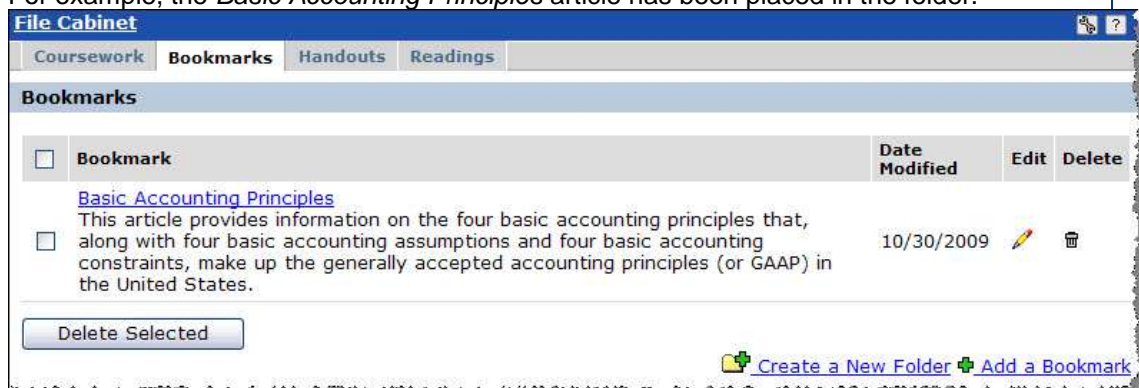 For example, the Basic Accounting Principles article has been placed in the folder.
File Cabinet
?
Coursework Bookmarks Handouts Readings
Bookmarks
Bookmark Date Modified Edit Delete
Basic Accounting Principles
This article provides information on the four basic accounting principles that,
along with four basic accounting assumptions and four basic accounting
constraints, make up the generally accepted accounting principles (or GAAP) in
the United States.
10/30/2009
Delete Selected
Create a New Folder Add a Bookmark